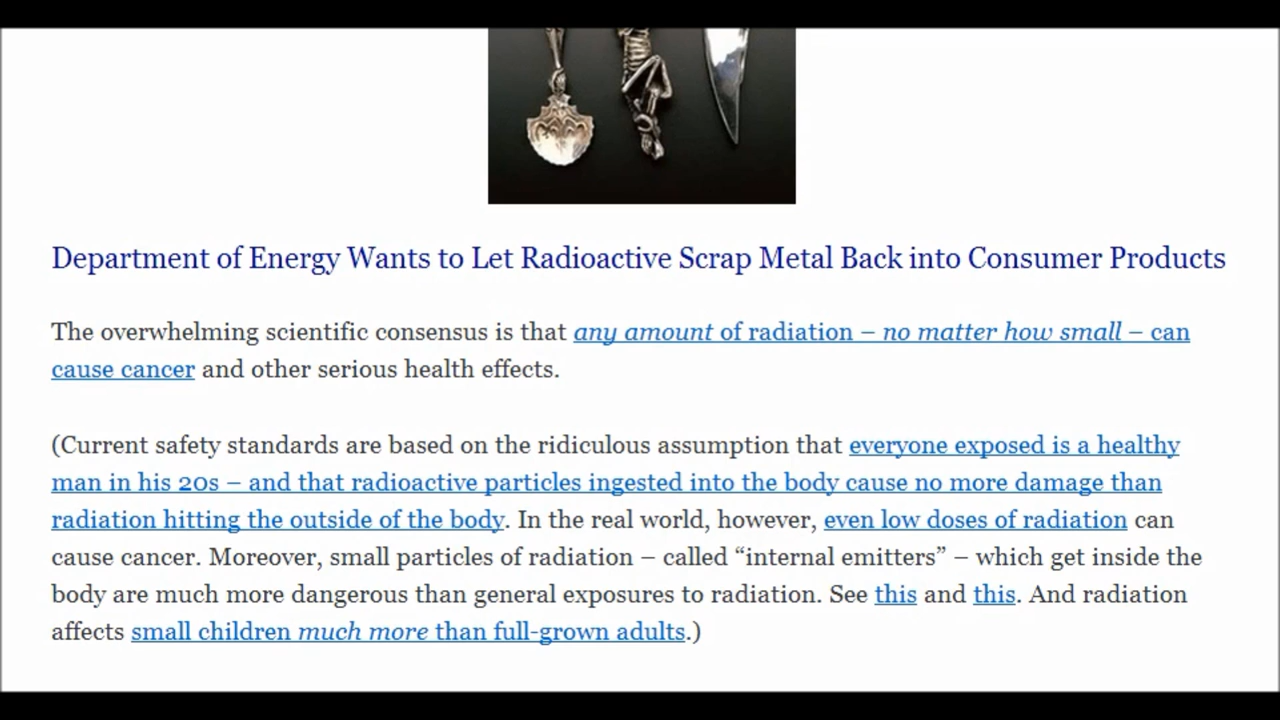 Department of Energy Wants to Let Radioactive Scrap Metal Back into Consumer Products
The overwhelming scientific consensus is that any amount of radiation – no matter how small – can
cause cancer and other serious health effects.
(Current safety standards are based on the ridiculous assumption that everyone exposed is a healthy
man in his 20s – and that radioactive particles ingested into the body cause no more damage than
radiation hitting the outside of the body. In the real world, however, even low doses of radiation can
cause cancer. Moreover, small particles of radiation – called “internal emitters” – which get inside the
body are much more dangerous than general exposures to radiation. See this and this. And radiation
affects small children much more than full-grown adults.)